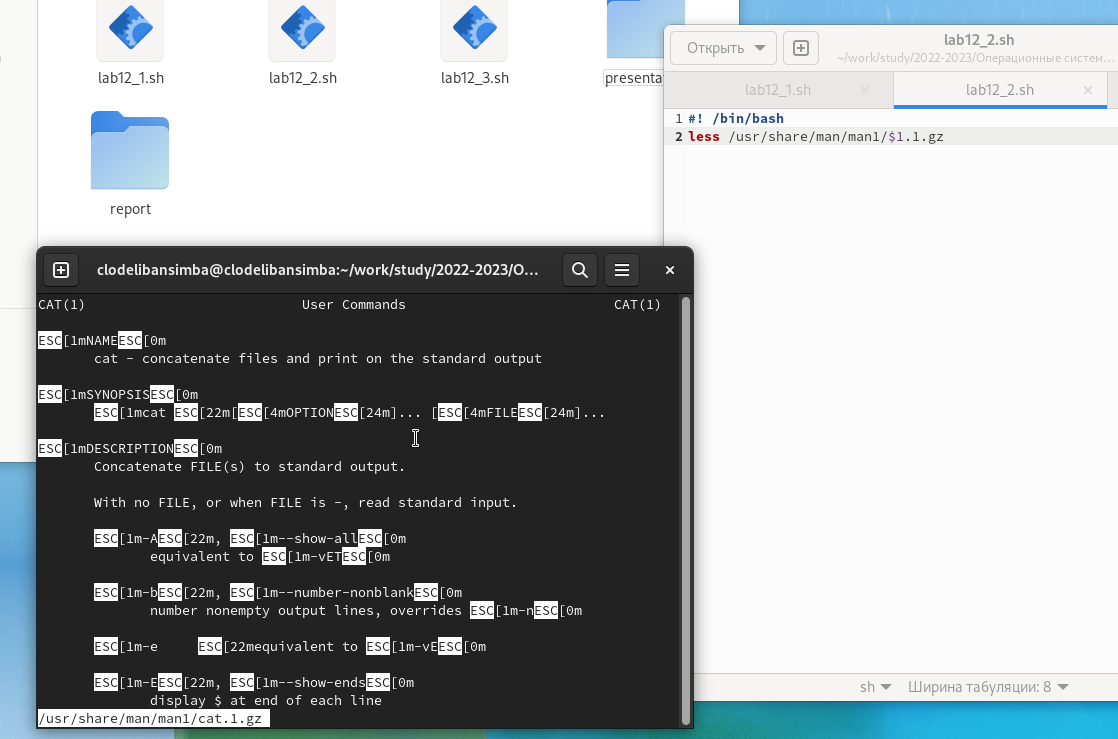 lab12_1.sh
lab12_2.sh
lab12_3.sh
presenta
report
Открыть
lab12_2.sh
~/work/study/2022-2023/Операционные систем...
lab12_1.sh
lab12_2.sh
1 #! /bin/bash
2 less /usr/share/man/man1/$1.1.gz
sh
Ширина табуляции: 8
clodelibansimba@clodelibansimba:~/work/study/2022-2023/О...
CAT(1) User Commands CAT(1)
ESC[1mNAMEESC[0m
cat - concatenate files and print on the standard output
ESC[1mSYNOPSISESC[0m
ESC[1mcat ESC[22m[ESC[4mOPTIONESC[24m]... [ESC[4mFILEESC[24m]...
ESC[1mDESCRIPTIONESC[0m
Concatenate FILE(s) to standard output.
With no FILE, or when FILE is -, read standard input.
ESC[1m-AESC[22m, ESC[1m--show-allESC[0m
equivalent to ESC[1m-vETESC[0m
ESC[1m-bESC[22m, ESC[1m--number-nonblankESC[0m
number nonempty output lines, overrides ESC[1m-nESC[0m
ESC[1m-e ESC[22mequivalent to ESC[1m-vEESC[0m
ESC[1m-EESC[22m, ESC[1m--show-endsESC[0m
display $ at end of each line
/usr/share/man/man1/cat.1.gz